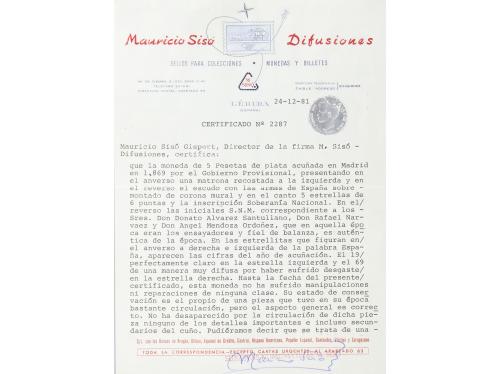 Mauricio Sisó Difusiones
SELLOS PARA COLECCIONES • MONEDAS Y BILLETES
LÉRIDA
24-12-81
CERTIFICADO Nº 2287
Mauricio Sisó Gispert, Director de la firma M. Sisó -
Difusiones, certifica:
que la moneda de 5 Pesetas de plata acuñada en Madrid
en 1,869 por el Gobierno Provisional, presentando en
el anverso una matrona recostada a la izquierda y en
el reverso el escudo con las armas de España sobre -
montado de corona mural y en el canto 5 estrellas de
6 puntas y la inscripción Soberanía Nacional. En el/
reverso las iniciales S.N.M. correspondiente a los -
Sres. Don Donato Alvarez Santullano, Don Rafael Nar-
vaez y Don Angel Mendoza Ordoñez, que en aquella épo
ca eran los ensayadores y fiel de balanza, es autén-
tica de la época. En las estrellitas que figuran en/
el anverso a derecha e izquierda de la palabra Espa-
ña, aparecen las cifras del año de acuñación. El 19/
perfectamente claro en la estrella izquierda y el 69
de una manera muy difusa por haber sufrido desgaste/
en la estrella derecha. Hasta la fecha del presente/
certificado, esta moneda no ha sufrido manipulaciones
ni reparaciones de ninguna clase. Su estado de conser
vación es el propio de una pieza que tuvo en su época
bastante circulación, pero el aspecto general es correc
to. No ha desaparecido por la circulación de dicha pie
za ninguno de los detalles importantes e incluso secun-
darios del cuño. Pudiéramos decir que se trata de una-
TODA LA CORRESPONDENCIA EXCEPTO CARTAS URGENTES AL APARTADO 63